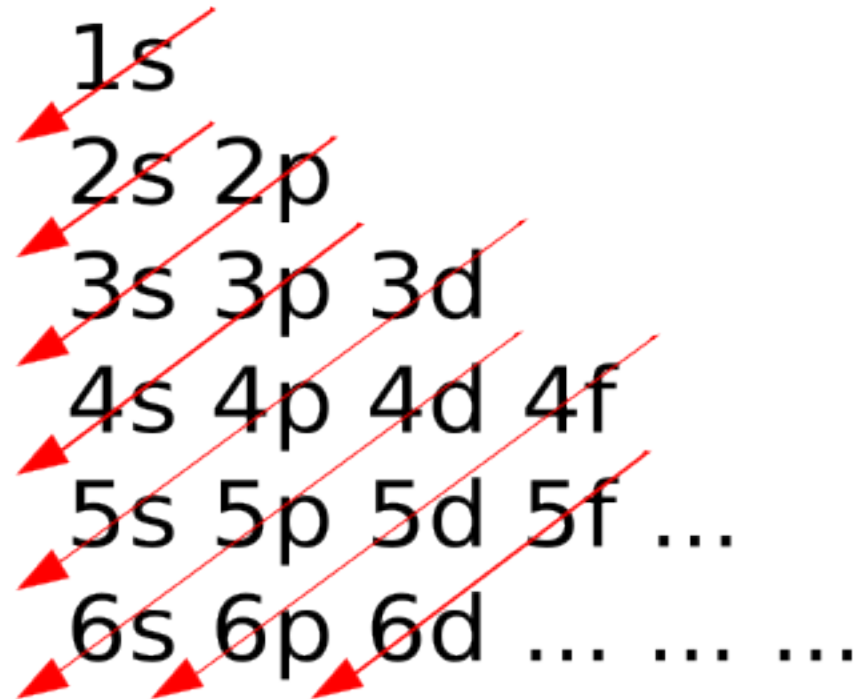 1s
2s 2p
3s 3p 3d
4s 4p 4d 4f
5s 5p 5d 5f ...
6s 6p 6d ... ... ...